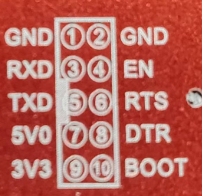 GND ① ② GND
RXD ③ ④ EN
TXD ⑤ ⑥ RTS
5V0 ⑦ ⑧ DTR
3V3 ⑨ ⑩ BOOT